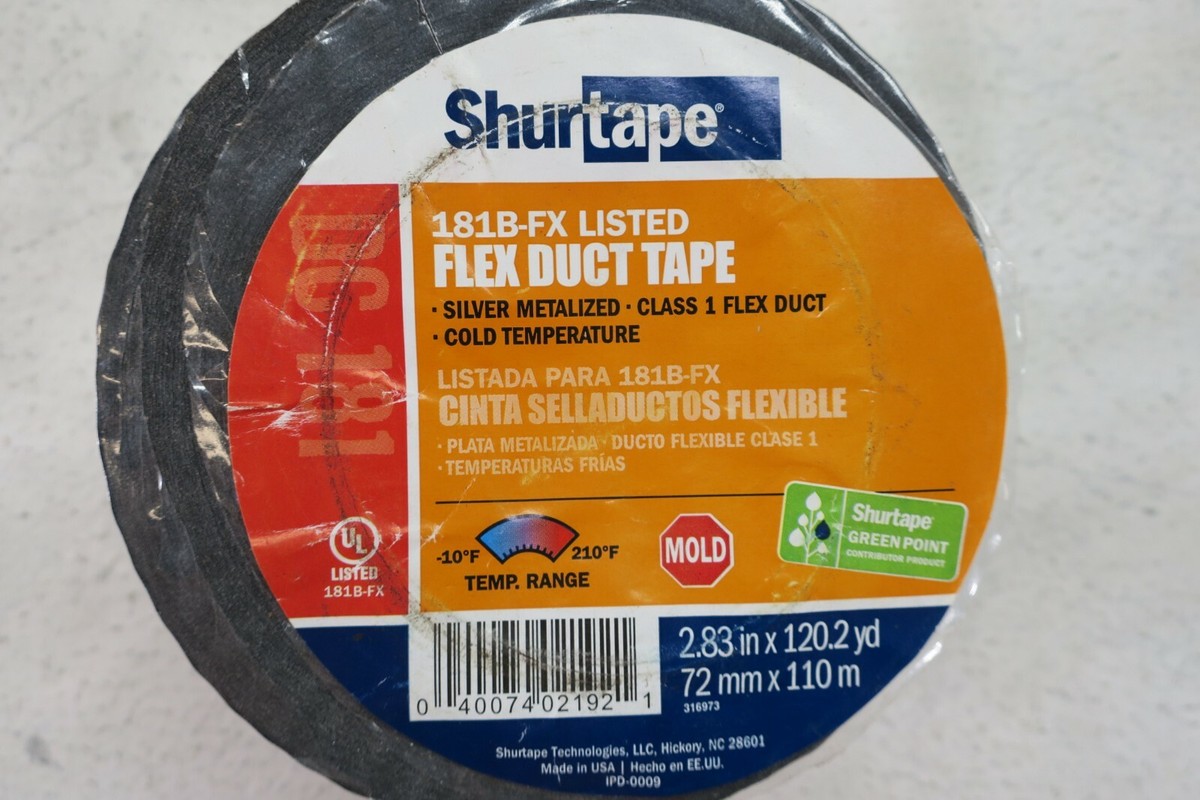 Shurtape®
181B-FX LISTED
FLEX DUCT TAPE
· SILVER METALIZED · CLASS 1 FLEX DUCT
· COLD TEMPERATURE
LISTADA PARA 181B-FX
CINTA SELLADUCTOS FLEXIBLE
· PLATA METALIZADA · DUCTO FLEXIBLE CLASE 1
· TEMPERATURAS FRÍAS
DC 181
UL
LISTED
181B-FX
-10°F 210°F
TEMP. RANGE
MOLD
Shurtape
GREEN POINT
CONTRIBUTOR PRODUCT
0 40074 02192 1
2.83 in x 120.2 yd
72 mm x 110 m
316973
Shurtape Technologies, LLC, Hickory, NC 28601
Made in USA | Hecho en EE.UU.
IPD-0009